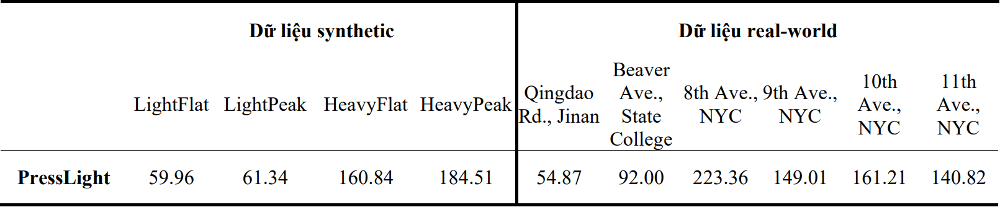 Dữ liệu synthetic
Dữ liệu real-world
LightFlat
LightPeak
HeavyFlat
HeavyPeak
Qingdao
Rd., Jinan
Beaver
Ave.,
State
College
8th Ave.,
NYC
9th Ave.,
NYC
10th
Ave.,
NYC
11th
Ave.,
NYC
PressLight 59.96 61.34 160.84 184.51 54.87 92.00 223.36 149.01 161.21 140.82